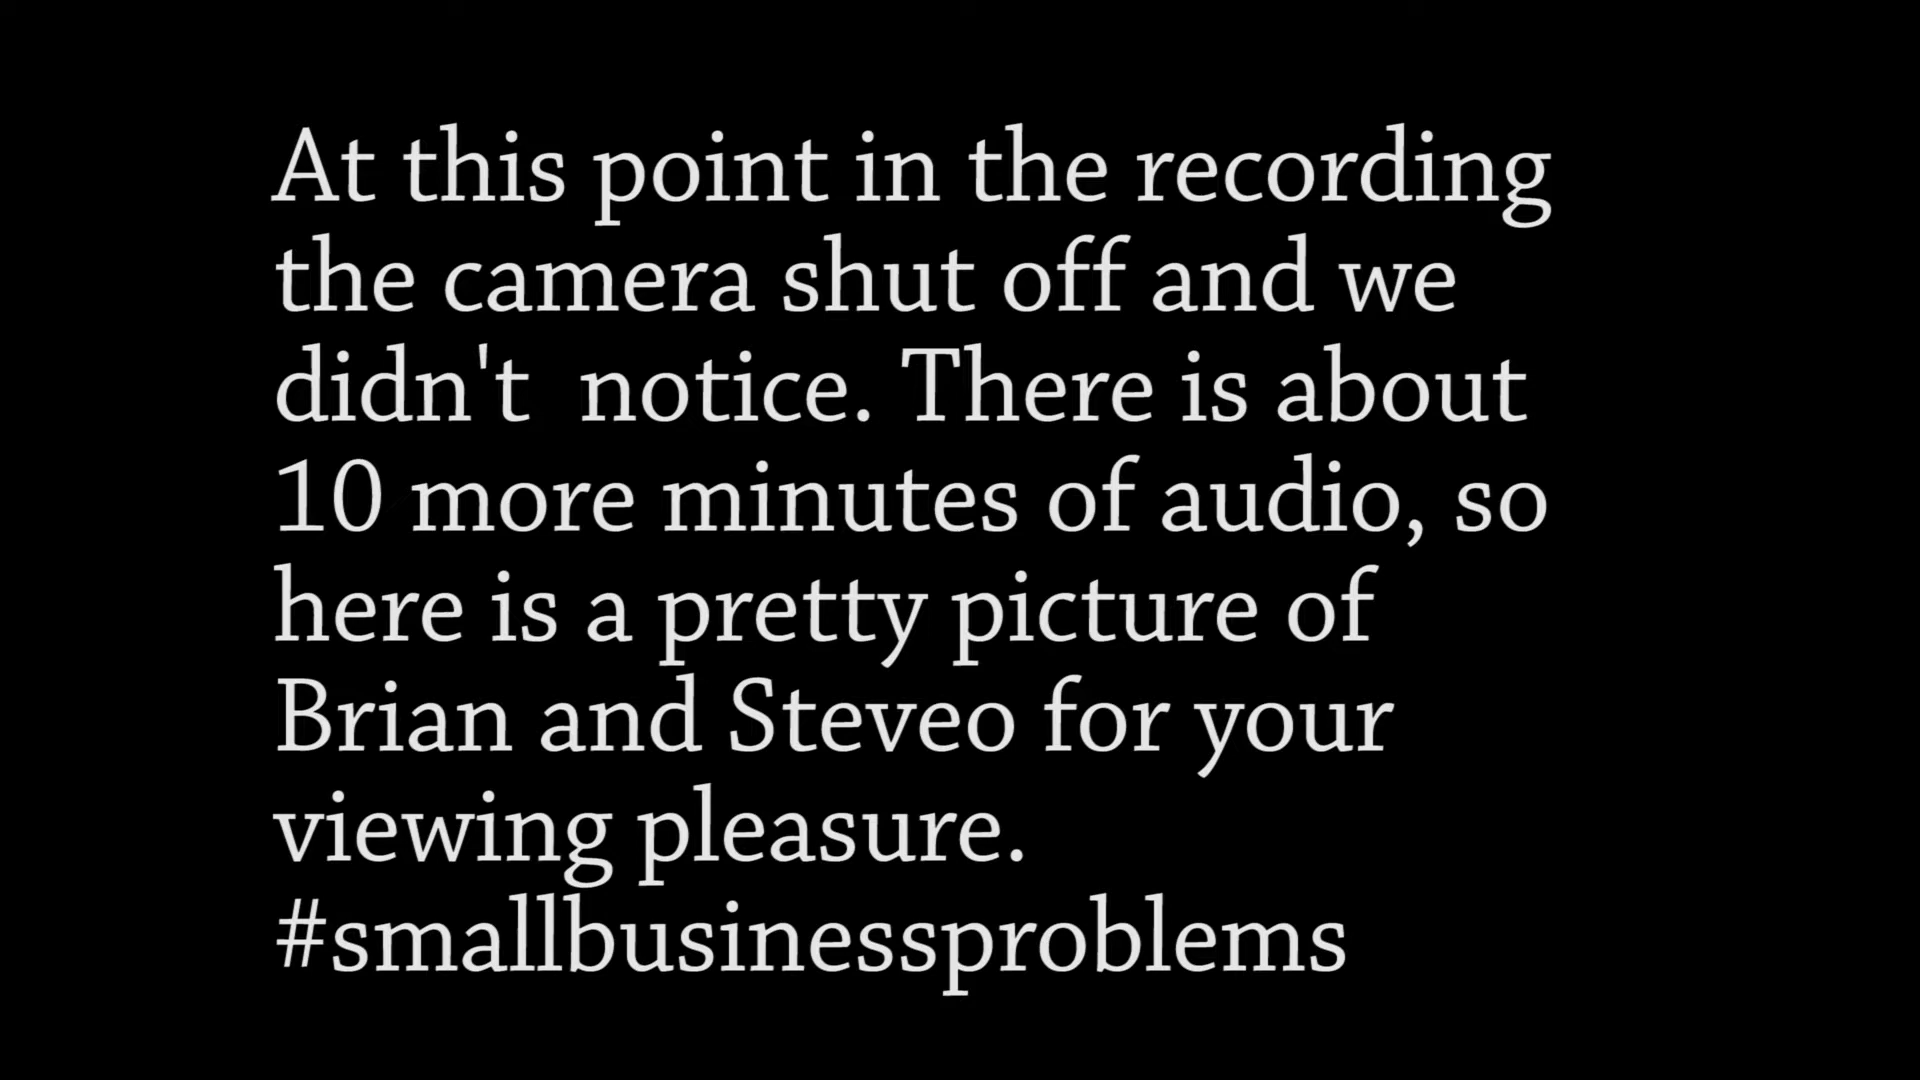 At this point in the recording
the camera shut off and we
didn't  notice. There is about
10 more minutes of audio, so
here is a pretty picture of
Brian and Steveo for your
viewing pleasure.
#smallbusinessproblems